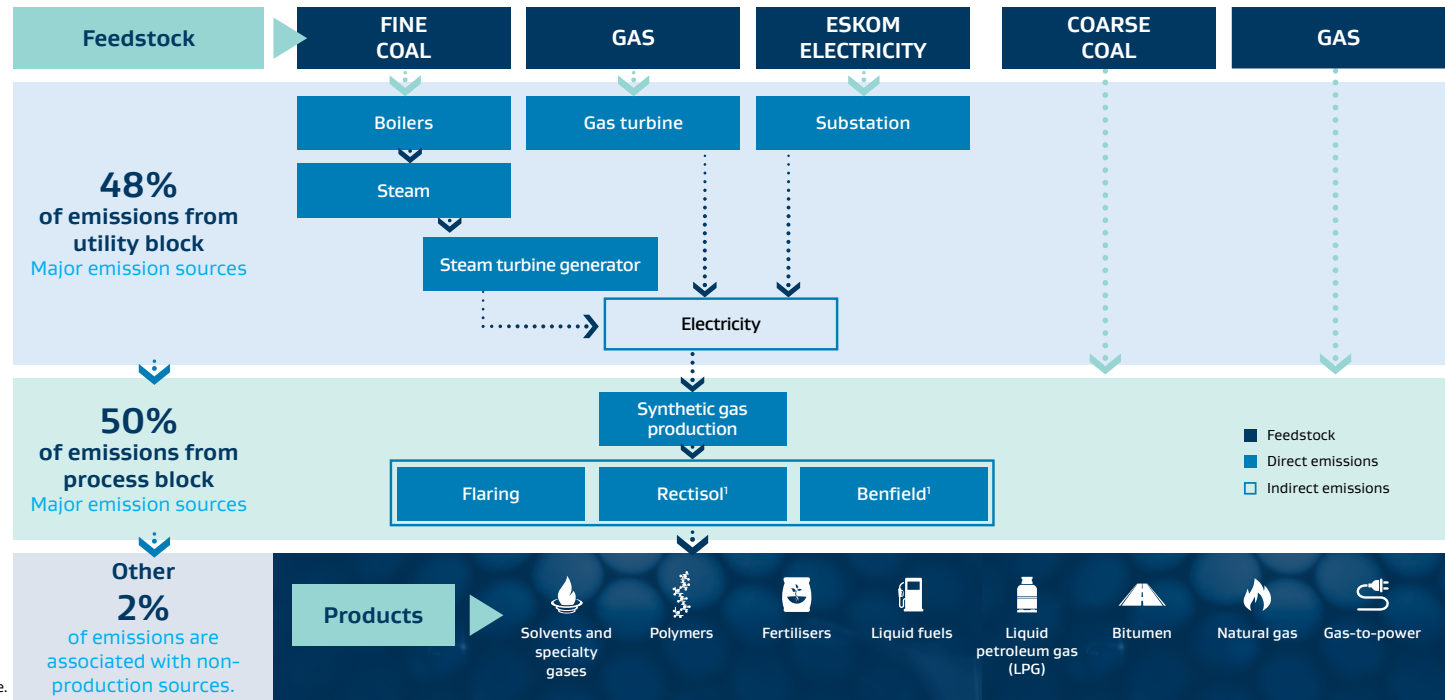 Feedstock
FINE
COAL
GAS
ESKOM
ELECTRICITY
COARSE
COAL
GAS
48%
of emissions from
utility block
Major emission sources
Boilers
Gas turbine
Substation
Steam
Steam turbine generator
Electricity
50%
of emissions from
process block
Major emission sources
Synthetic gas
production
Flaring
Rectisol¹
Benfield¹
Feedstock
Direct emissions
Indirect emissions
Other
2%
of emissions are
associated with non-
production sources.
Products
Solvents and
specialty
gases
Polymers
Fertilisers
Liquid fuels
Liquid
petroleum gas
(LPG)
Bitumen
Natural gas
Gas-to-power
e.